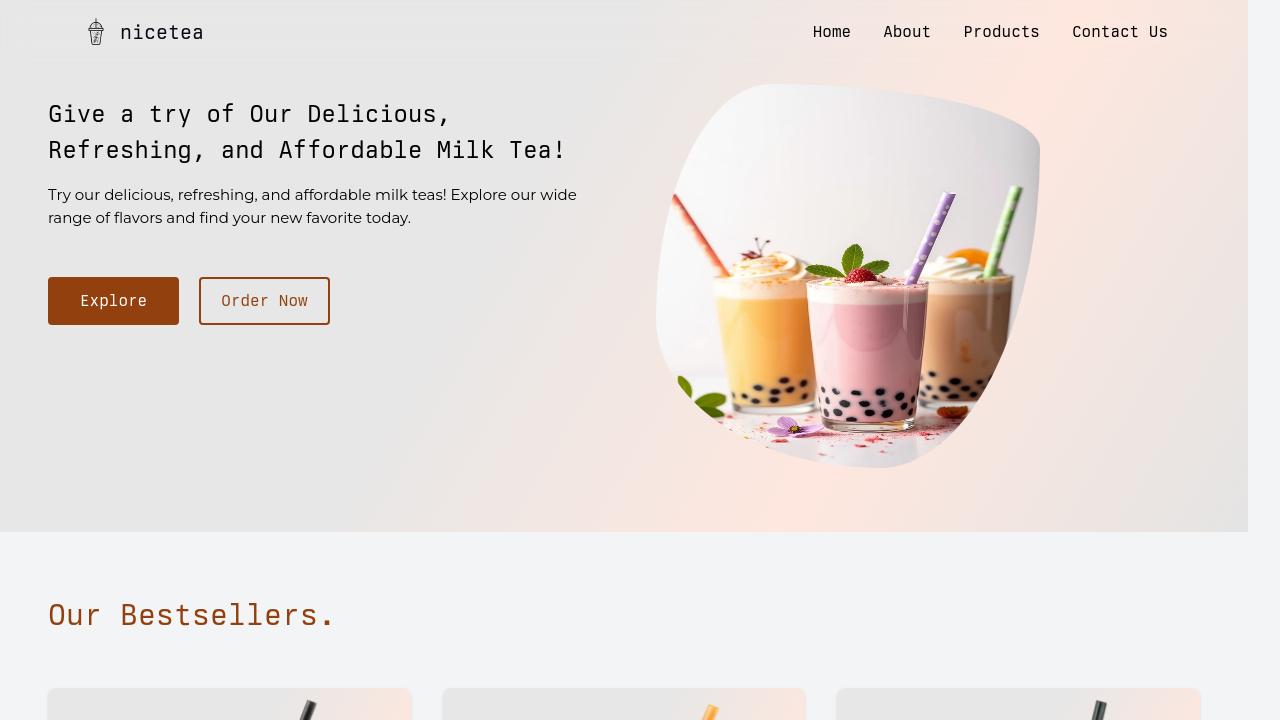 nicetea
Home About Products Contact Us
Give a try of Our Delicious,
Refreshing, and Affordable Milk Tea!
Try our delicious, refreshing, and affordable milk teas! Explore our wide
range of flavors and find your new favorite today.
Explore Order Now
Our Bestsellers.